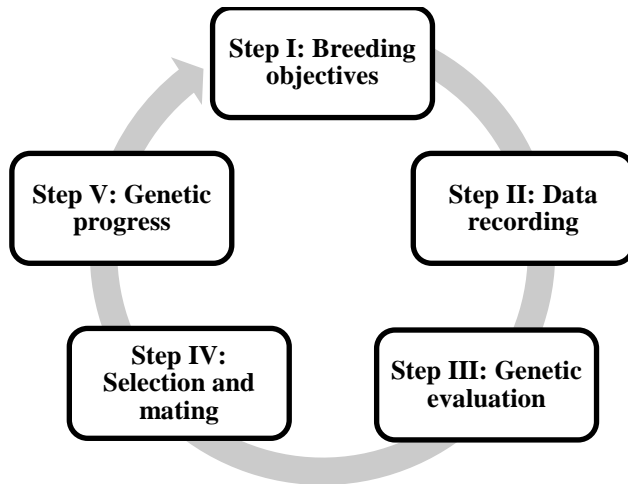 Step I: Breeding
objectives
Step II: Data
recording
Step III: Genetic
evaluation
Step IV:
Selection and
mating
Step V: Genetic
progress